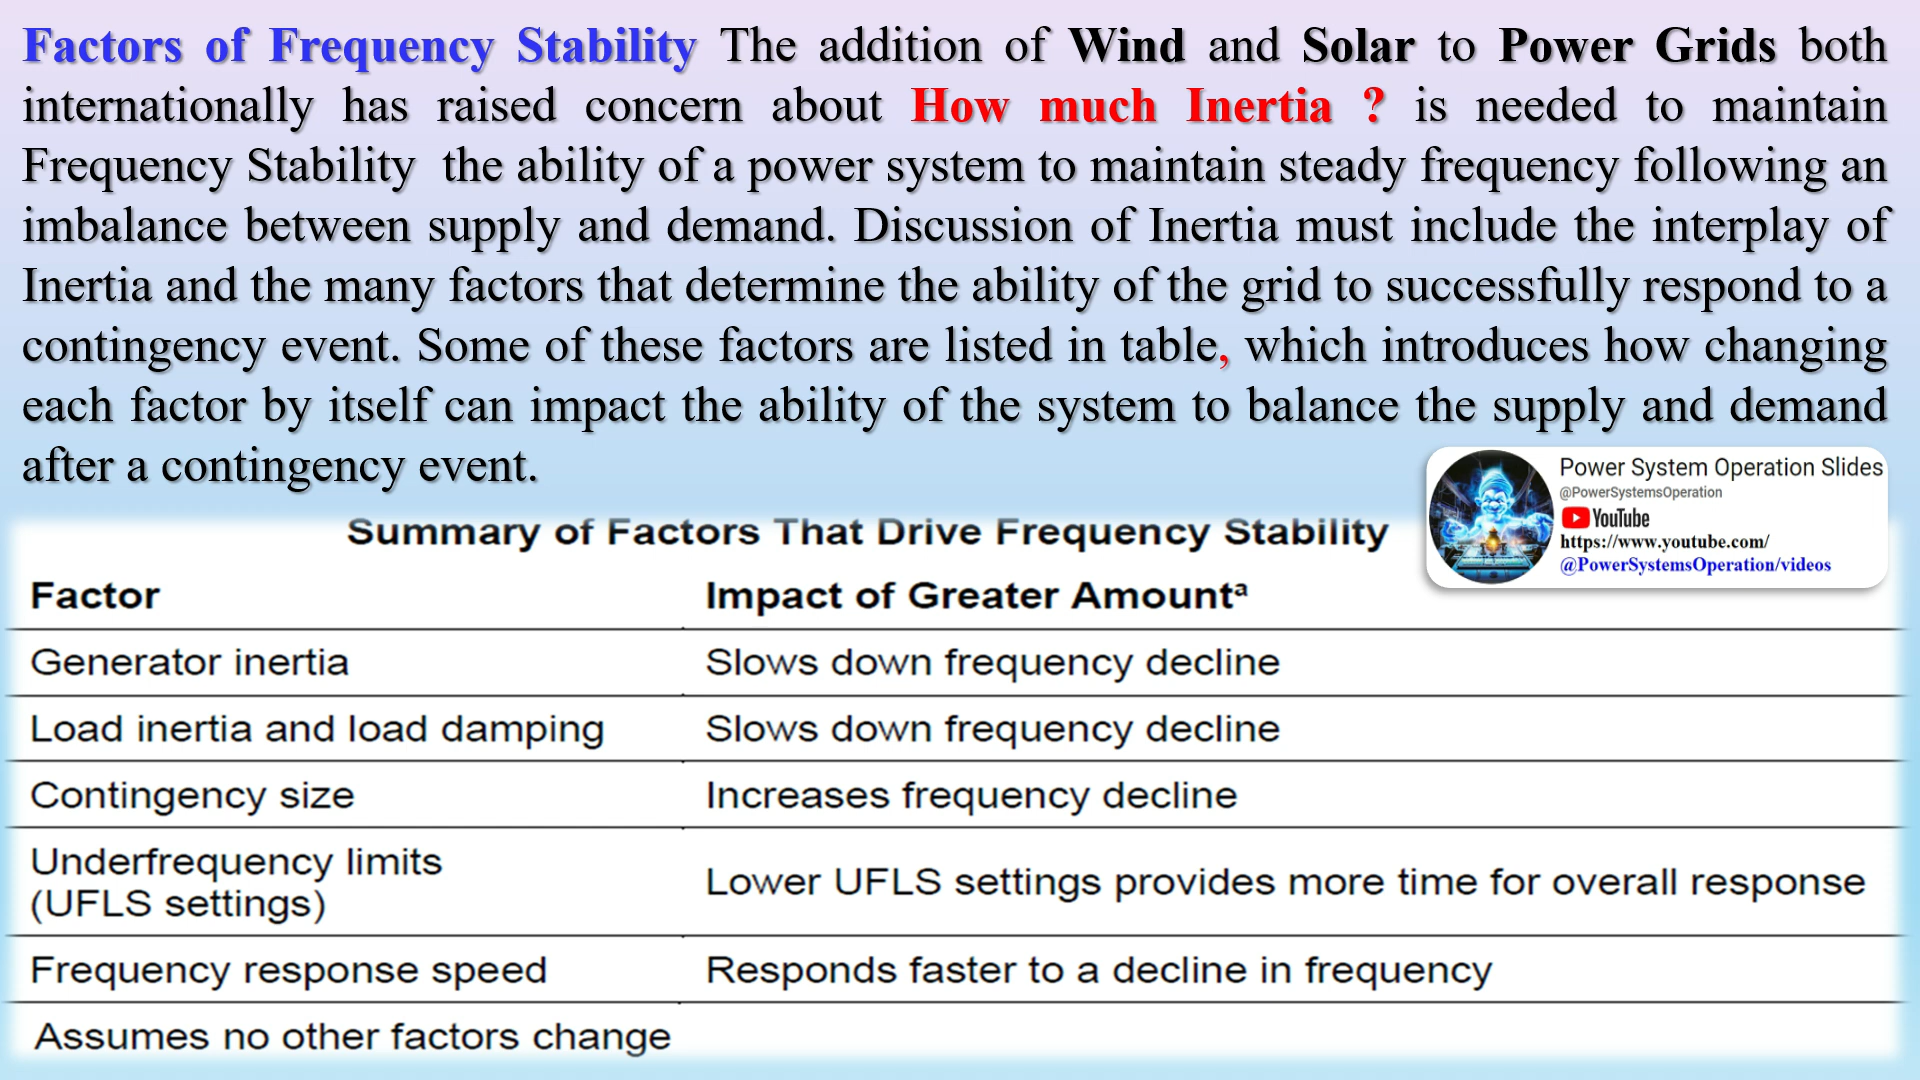 Factors of Frequency Stability The addition of Wind and Solar to Power Grids both
internationally has raised concern about How much Inertia ? is needed to maintain
Frequency Stability the ability of a power system to maintain steady frequency following an
imbalance between supply and demand. Discussion of Inertia must include the interplay of
Inertia and the many factors that determine the ability of the grid to successfully respond to a
contingency event. Some of these factors are listed in table, which introduces how changing
each factor by itself can impact the ability of the system to balance the supply and demand
after a contingency event.
Power System Operation Slides
@PowerSystemsOperation
YouTube
https://www.youtube.com/
@PowerSystemsOperation/videos
Summary of Factors That Drive Frequency Stability
Factor Impact of Greater Amountᵃ
Generator inertia Slows down frequency decline
Load inertia and load damping Slows down frequency decline
Contingency size Increases frequency decline
Underfrequency limits
(UFLS settings) Lower UFLS settings provides more time for overall response
Frequency response speed Responds faster to a decline in frequency
Assumes no other factors change